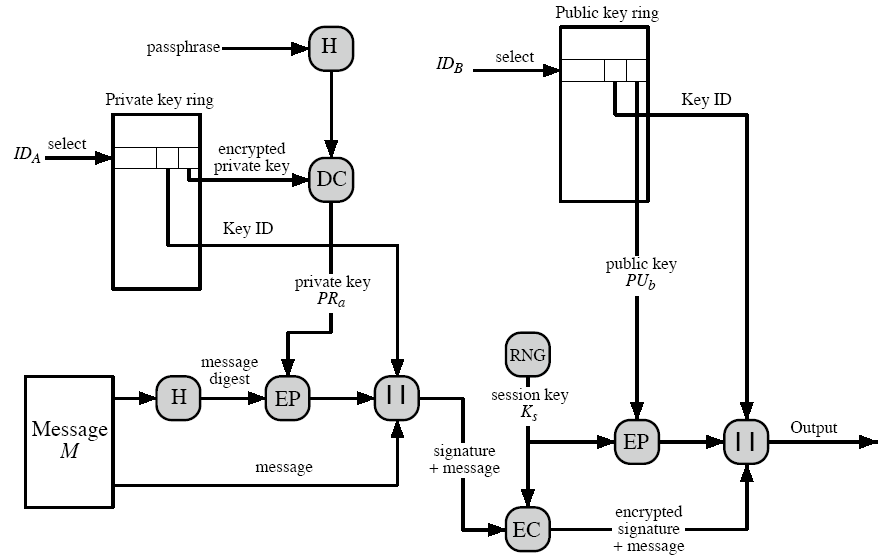 Public key ring
passphrase
H
ID_B
select
Private key ring
Key ID
ID_A
select
encrypted
private key
DC
Key ID
private key
PR_a
public key
PU_b
RNG
session key
K_s
message
digest
H
EP
||
Message
M
message
signature
+ message
EP
||
Output
EC
encrypted
signature
+ message